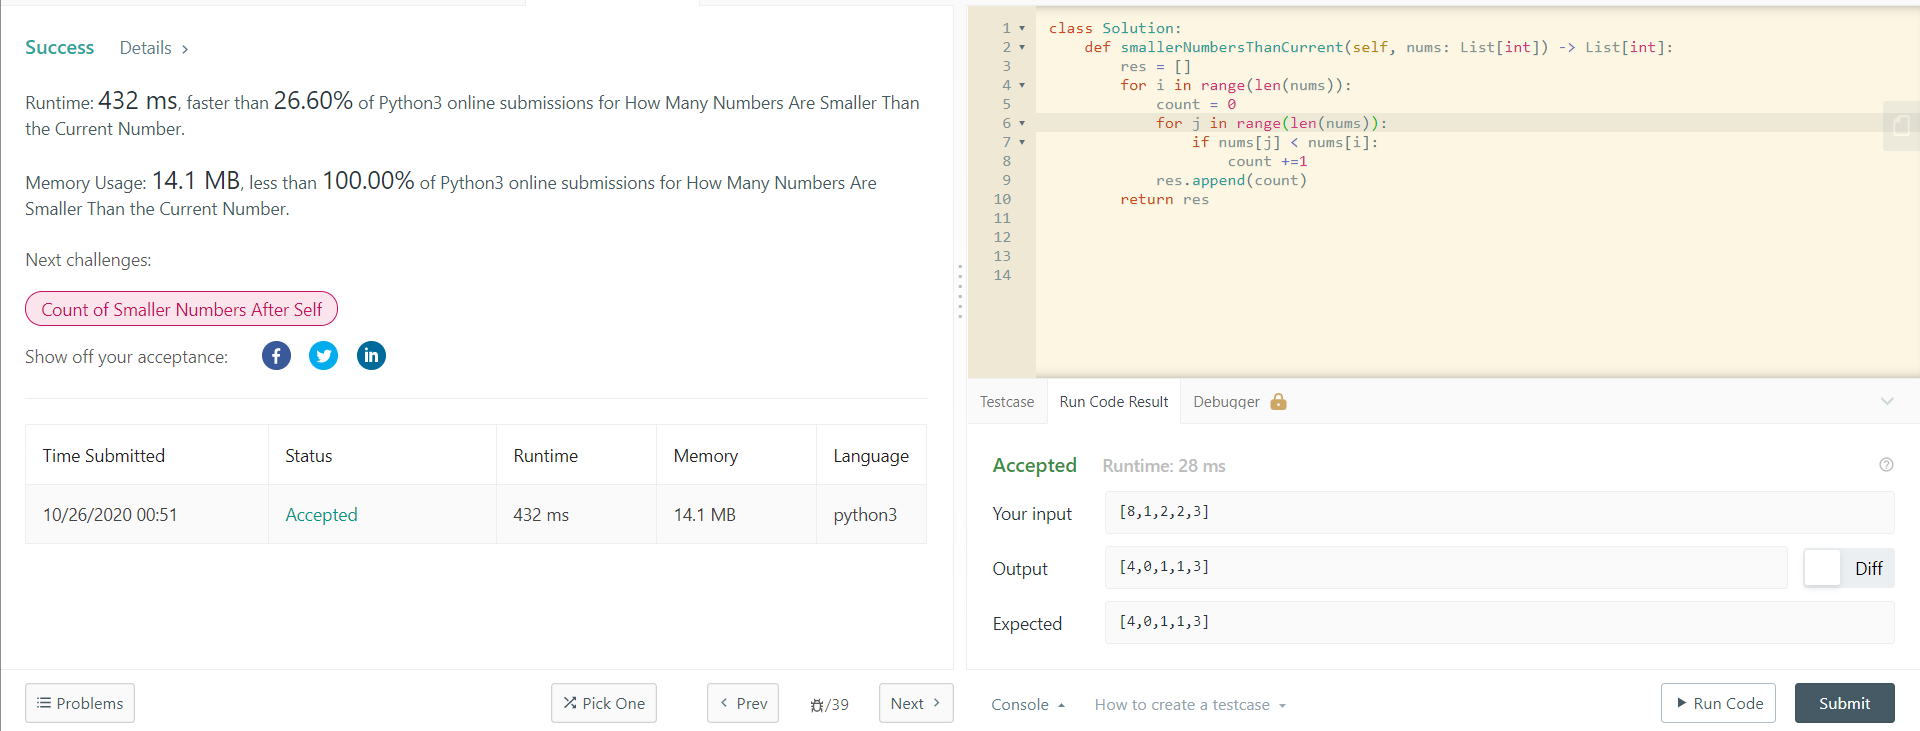 Success Details >
Runtime: 432 ms, faster than 26.60% of Python3 online submissions for How Many Numbers Are Smaller Than
the Current Number.
Memory Usage: 14.1 MB, less than 100.00% of Python3 online submissions for How Many Numbers Are
Smaller Than the Current Number.
Next challenges:
Count of Smaller Numbers After Self
Show off your acceptance:
Time Submitted Status Runtime Memory Language
10/26/2020 00:51 Accepted 432 ms 14.1 MB python3
Problems Pick One < Prev /39 Next >
1 class Solution:
2     def smallerNumbersThanCurrent(self, nums: List[int]) -> List[int]:
3         res = []
4         for i in range(len(nums)):
5             count = 0
6             for j in range(len(nums)):
7                 if nums[j] < nums[i]:
8                     count +=1
9             res.append(count)
10         return res
11
12
13
14
Testcase Run Code Result Debugger
Accepted Runtime: 28 ms
Your input [8,1,2,2,3]
Output [4,0,1,1,3] Diff
Expected [4,0,1,1,3]
Console How to create a testcase Run Code Submit